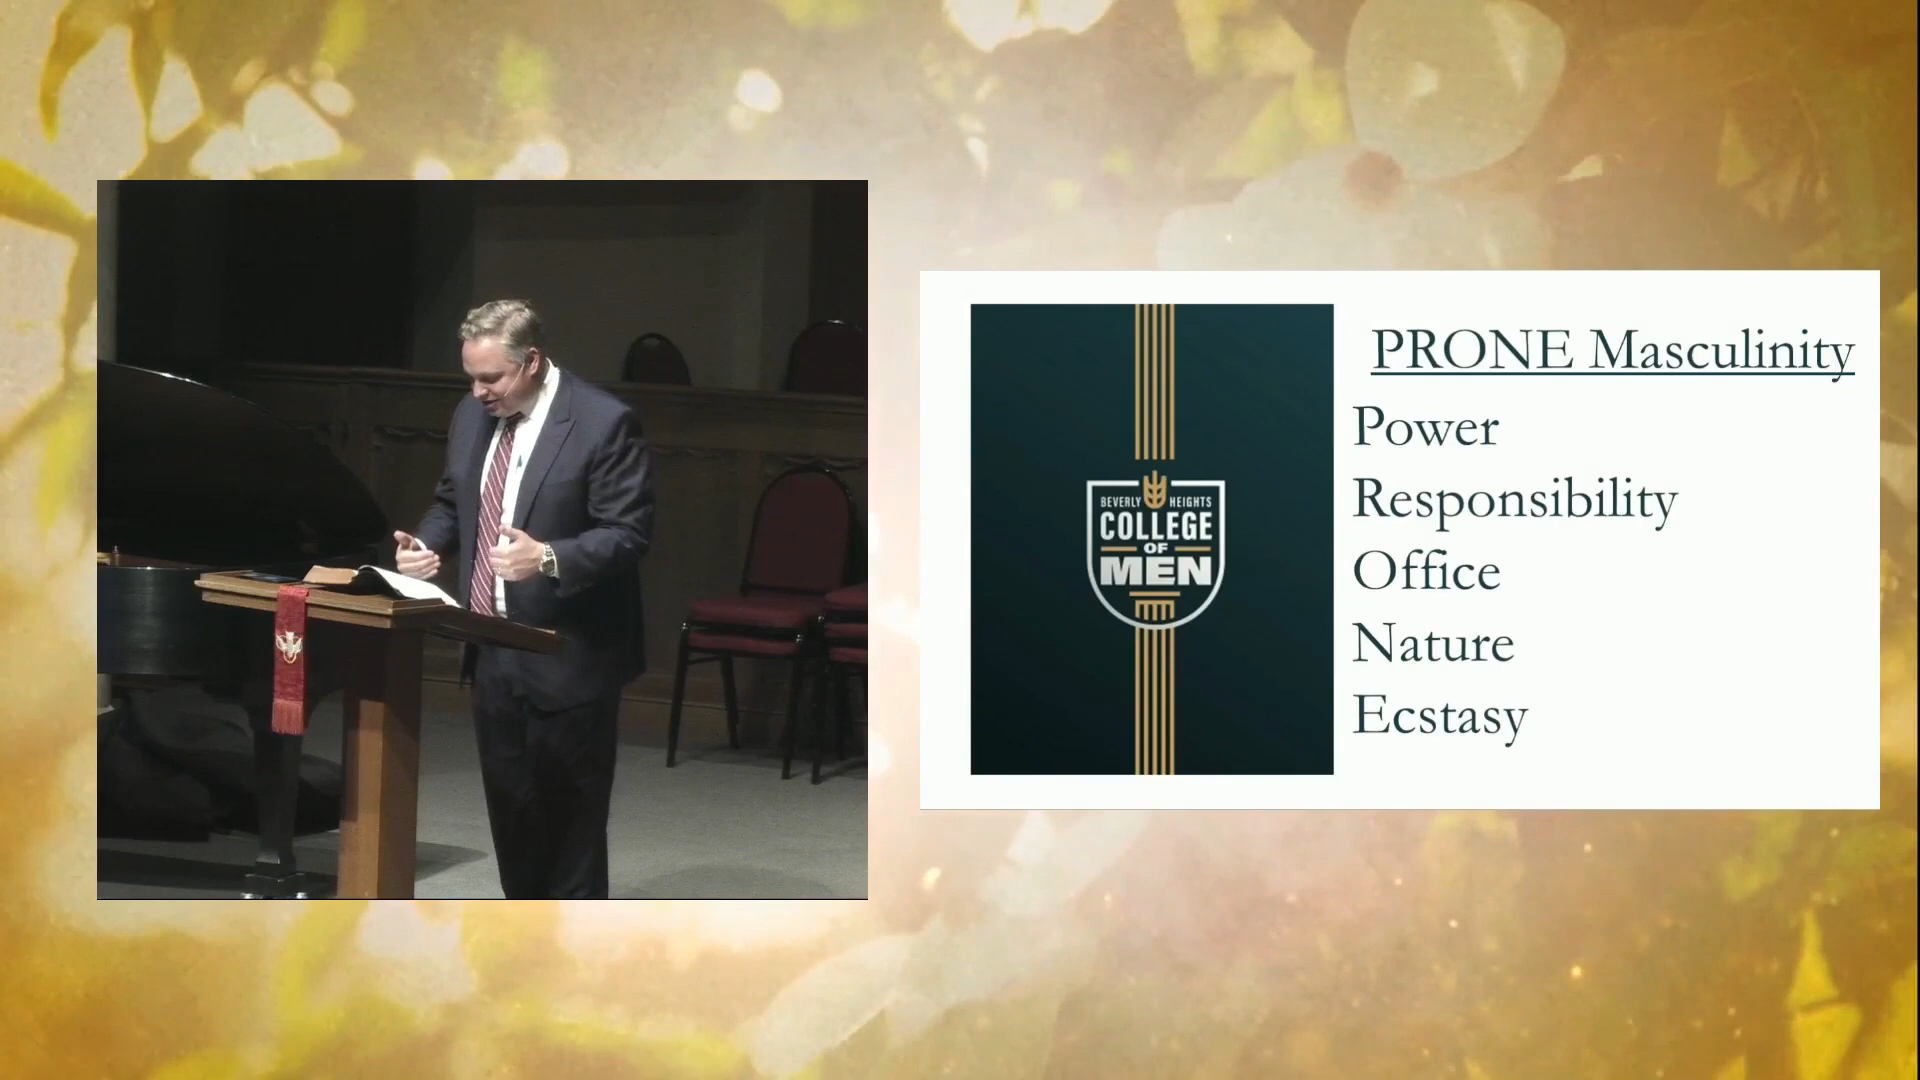 BEVERLY HEIGHTS
COLLEGE
OF
MEN
PRONE Masculinity
Power
Responsibility
Office
Nature
Ecstasy